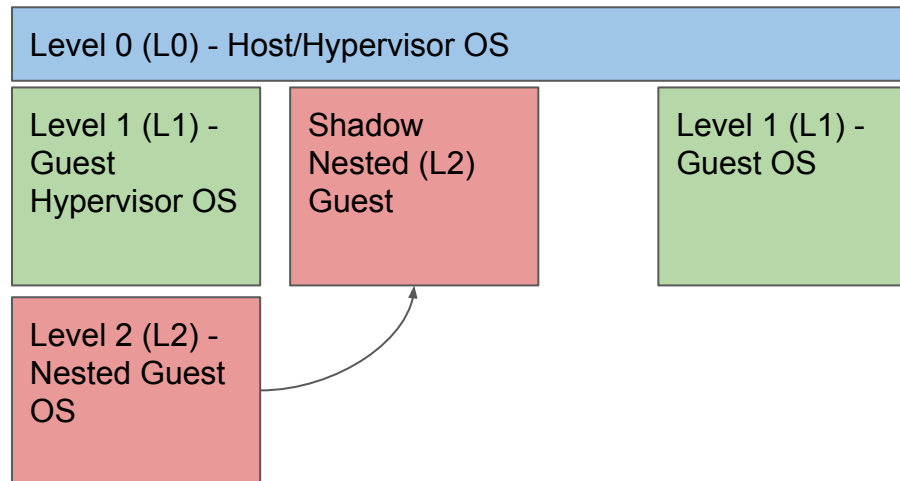 Level 0 (L0) - Host/Hypervisor OS
Level 1 (L1) -
Guest
Hypervisor OS
Shadow
Nested (L2)
Guest
Level 1 (L1) -
Guest OS
Level 2 (L2) -
Nested Guest
OS